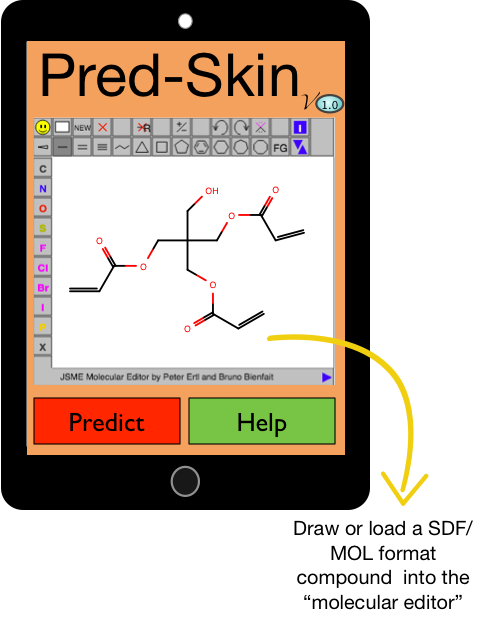 Pred-Skin
V 1.0
NEW R +/- I
FG
C
N
O
S
F
Cl
Br
I
P
X
OH
O
O
O
O
O
O
JSME Molecular Editor by Peter Ertl and Bruno Bienfait
Predict Help
Draw or load a SDF/
MOL format
compound into the
“molecular editor”